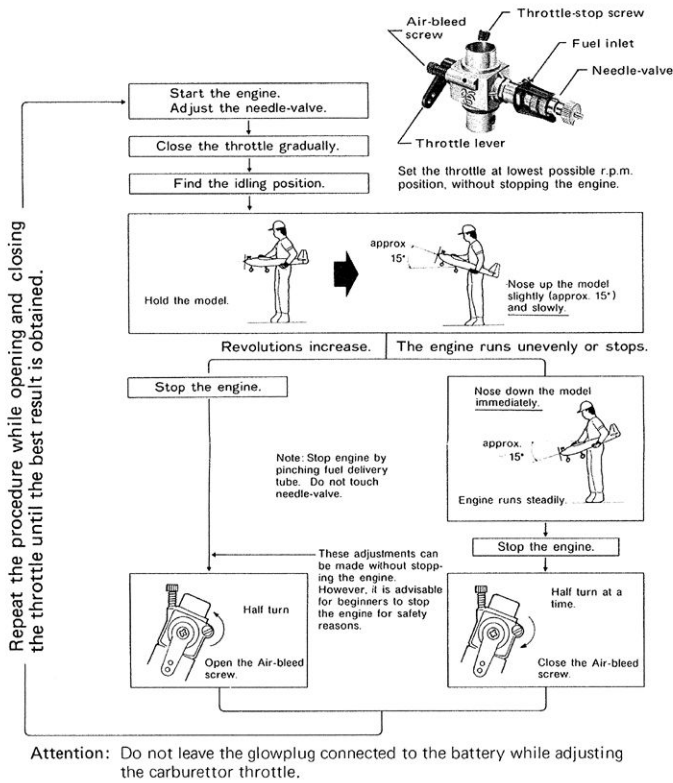 Air-bleed
screw
Throttle-stop screw
Fuel inlet
Needle-valve
Throttle lever
Start the engine.
Adjust the needle-valve.
Close the throttle gradually.
Find the idling position.
Set the throttle at lowest possible r.p.m.
position, without stopping the engine.
Hold the model.
approx
15°
Nose up the model
slightly (approx. 15°)
and slowly.
Revolutions increase.
The engine runs unevenly or stops.
Stop the engine.
Nose down the model
immediately.
approx.
15°
Engine runs steadily.
Note: Stop engine by
pinching fuel delivery
tube. Do not touch
needle-valve.
Stop the engine.
These adjustments can
be made without stopp-
ing the engine.
However, it is advisable
for beginners to stop
the engine for safety
reasons.
Half turn
Open the Air-bleed
screw.
Half turn at a
time.
Close the Air-bleed
screw.
Repeat the procedure while opening and closing
the throttle until the best result is obtained.
Attention: Do not leave the glowplug connected to the battery while adjusting
the carburettor throttle.